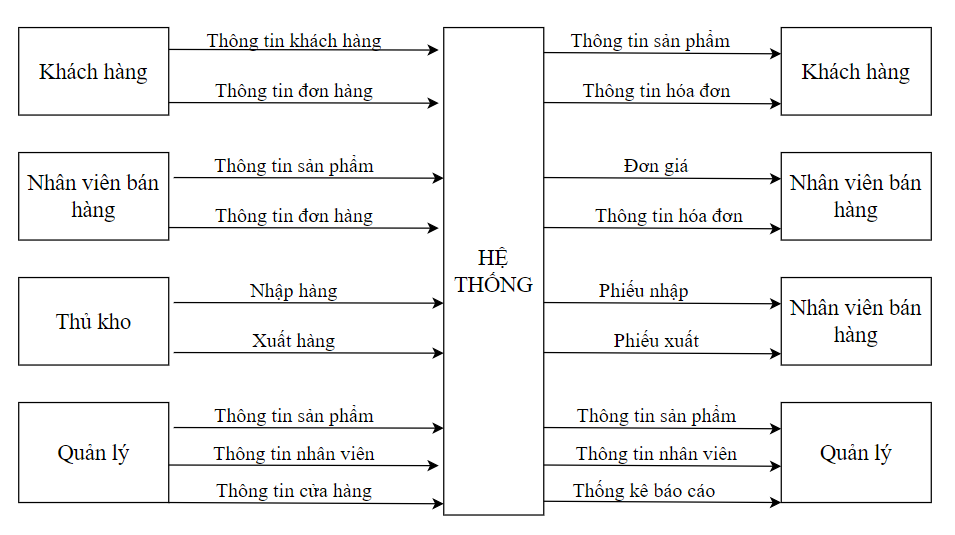 Khách hàng
Thông tin khách hàng
Thông tin đơn hàng
Thông tin sản phẩm
Thông tin hóa đơn
Khách hàng
Nhân viên bán
hàng
Thông tin sản phẩm
Thông tin đơn hàng
HỆ
THỐNG
Đơn giá
Thông tin hóa đơn
Nhân viên bán
hàng
Thủ kho
Nhập hàng
Xuất hàng
Phiếu nhập
Phiếu xuất
Nhân viên bán
hàng
Quản lý
Thông tin sản phẩm
Thông tin nhân viên
Thông tin cửa hàng
Thông tin sản phẩm
Thông tin nhân viên
Thống kê báo cáo
Quản lý